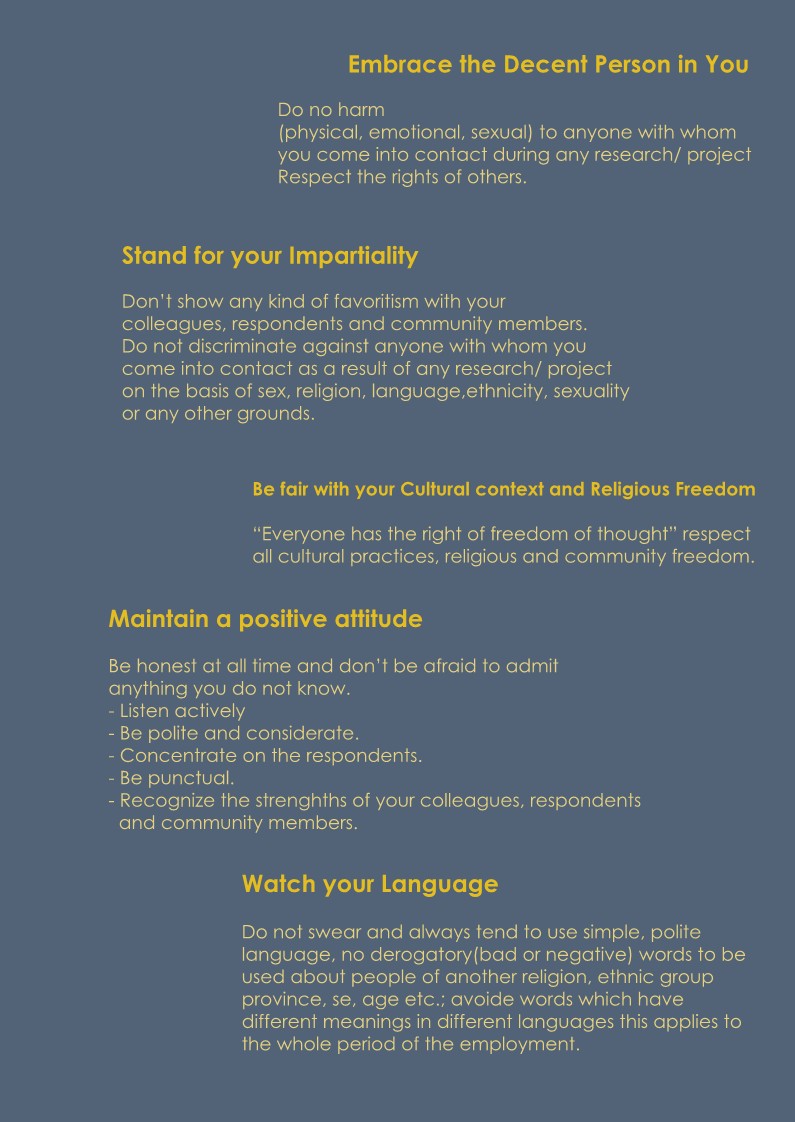 Embrace the Decent Person in You
Do no harm
(physical, emotional, sexual) to anyone with whom
you come into contact during any research/ project
Respect the rights of others.
Stand for your Impartiality
Don't show any kind of favoritism with your
colleagues, respondents and community members.
Do not discriminate against anyone with whom you
come into contact as a result of any research/ project
on the basis of sex, religion, language,ethnicity, sexuality
or any other grounds.
Be fair with your Cultural context and Religious Freedom
“Everyone has the right of freedom of thought” respect
all cultural practices, religious and community freedom.
Maintain a positive attitude
Be honest at all time and don't be afraid to admit
anything you do not know.
- Listen actively
- Be polite and considerate.
- Concentrate on the respondents.
- Be punctual.
- Recognize the strenghths of your colleagues, respondents
and community members.
Watch your Language
Do not swear and always tend to use simple, polite
language, no derogatory(bad or negative) words to be
used about people of another religion, ethnic group
province, se, age etc.; avoide words which have
different meanings in different languages this applies to
the whole period of the employment.